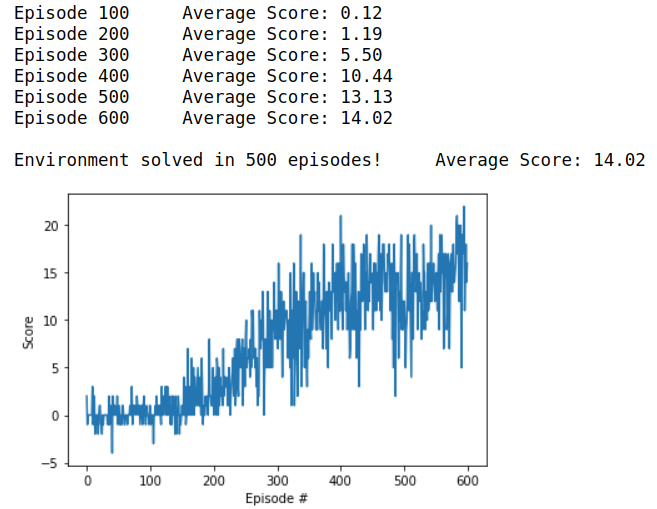 Episode 100 Average Score: 0.12
Episode 200 Average Score: 1.19
Episode 300 Average Score: 5.50
Episode 400 Average Score: 10.44
Episode 500 Average Score: 13.13
Episode 600 Average Score: 14.02
Environment solved in 500 episodes! Average Score: 14.02
20
15
10
5
0
−5
Score
0 100 200 300 400 500 600
Episode #